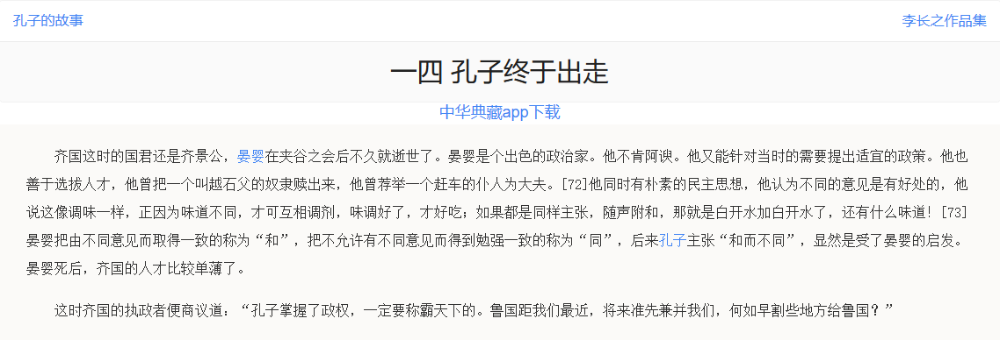 孔子的故事
李长之作品集
一四 孔子终于出走
中华典藏app下载
齐国这时的国君还是齐景公，晏婴在夹谷之会后不久就逝世了。晏婴是个出色的政治家。他不肯阿谀。他又能针对当时的需要提出适宜的政策。他也
善于选拔人才，他曾把一个叫越石父的奴隶赎出来，他曾荐举一个赶车的仆人为大夫。[72]他同时有朴素的民主思想，他认为不同的意见是有好处的，他
说这像调味一样，正因为味道不同，才可互相调剂，味调好了，才好吃；如果都是同样主张，随声附和，那就是白开水加白开水了，还有什么味道！[73]
晏婴把由不同意见而取得一致的称为“和”，把不允许有不同意见而得到勉强一致的称为“同”，后来孔子主张“和而不同”，显然是受了晏婴的启发。
晏婴死后，齐国的人才比较单薄了。
这时齐国的执政者便商议道：“孔子掌握了政权，一定要称霸天下的。鲁国距我们最近，将来准先兼并我们，何如早割些地方给鲁国？”